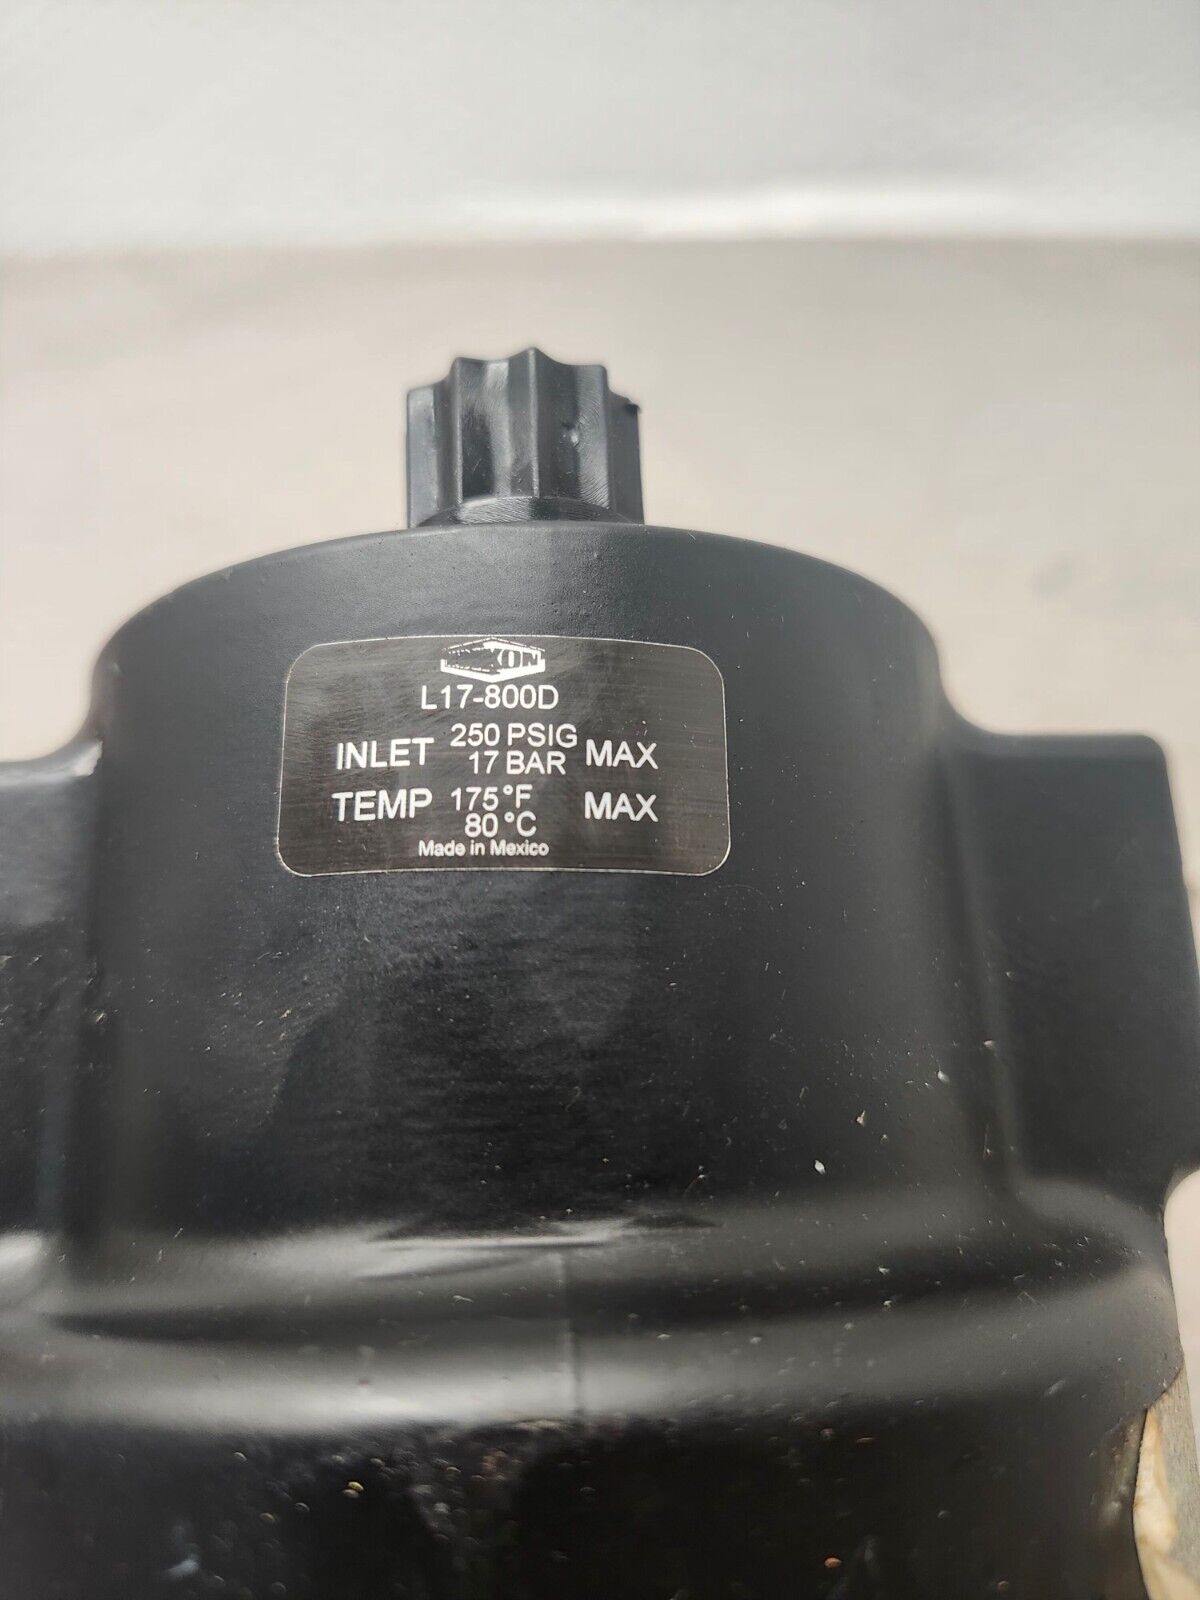 L17-800D
INLET 250 PSIG 17 BAR MAX
TEMP 175°F 80°C MAX
Made in Mexico